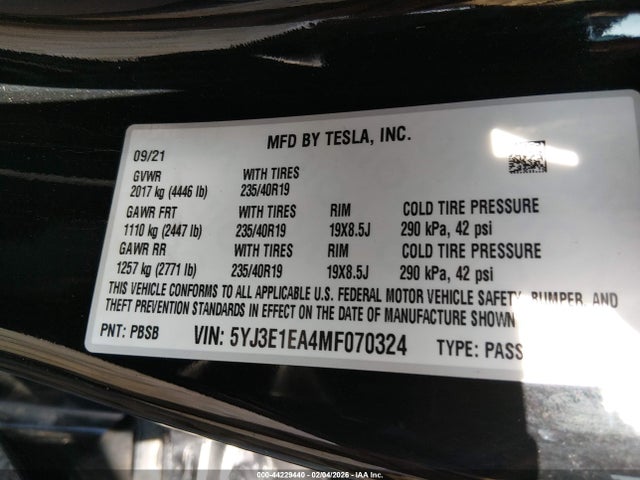 MFD BY TESLA, INC.
09/21
GVWR WITH TIRES
2017 kg (4446 lb) 235/40R19
GAWR FRT WITH TIRES RIM COLD TIRE PRESSURE
1110 kg (2447 lb) 235/40R19 19X8.5J 290 kPa, 42 psi
GAWR RR WITH TIRES RIM COLD TIRE PRESSURE
1257 kg (2771 lb) 235/40R19 19X8.5J 290 kPa, 42 psi
THIS VEHICLE CONFORMS TO ALL APPLICABLE U.S. FEDERAL MOTOR VEHICLE SAFETY, BUMPER, AND
THEFT PREVENTION STANDARDS IN EFFECT ON THE DATE OF MANUFACTURE SHOWN
PNT: PBSB VIN: 5YJ3E1EA4MF070324 TYPE: PASS
000-44229440 - 02/04/2026 - IAA Inc.